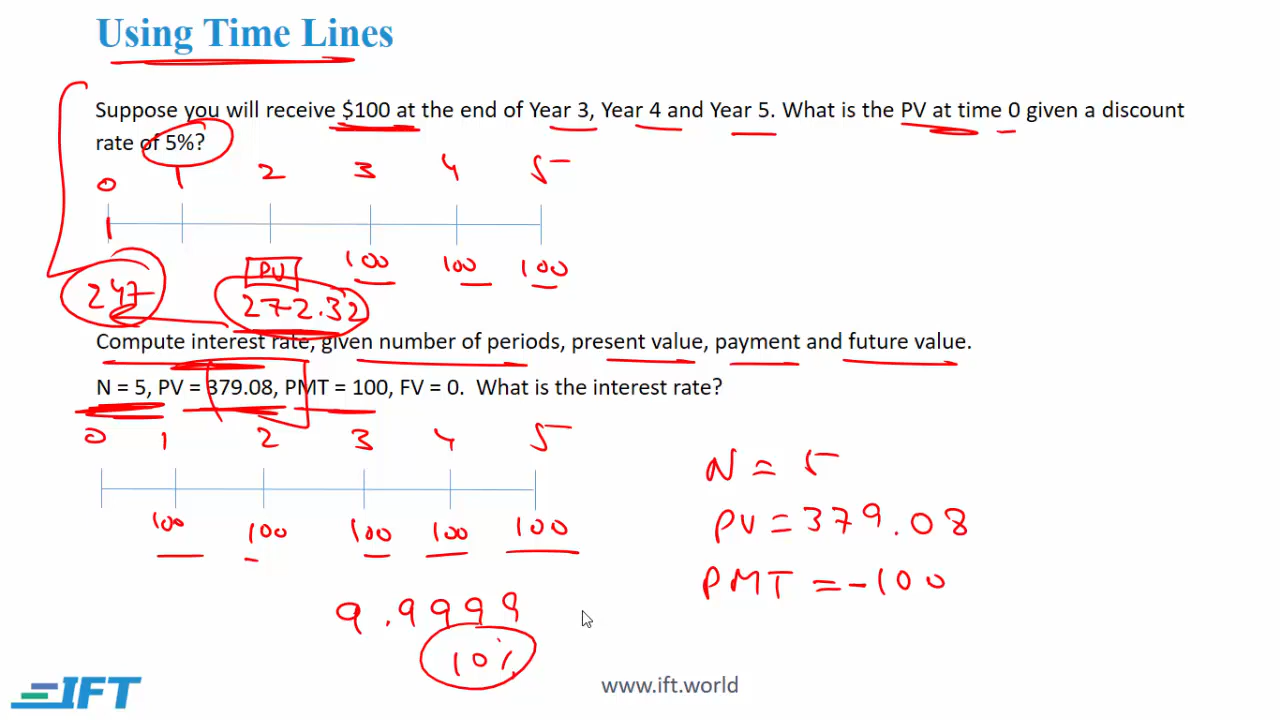 Using Time Lines
Suppose you will receive $100 at the end of Year 3, Year 4 and Year 5. What is the PV at time 0 given a discount
rate of 5%?
0 1 2 3 4 5
PV 100 100 100
247 272.32
Compute interest rate, given number of periods, present value, payment and future value.
N = 5, PV = 379.08, PMT = 100, FV = 0. What is the interest rate?
0 1 2 3 4 5
100 100 100 100 100
N = 5
PV = 379.08
PMT = -100
9.9999
10%
IFT
www.ift.world